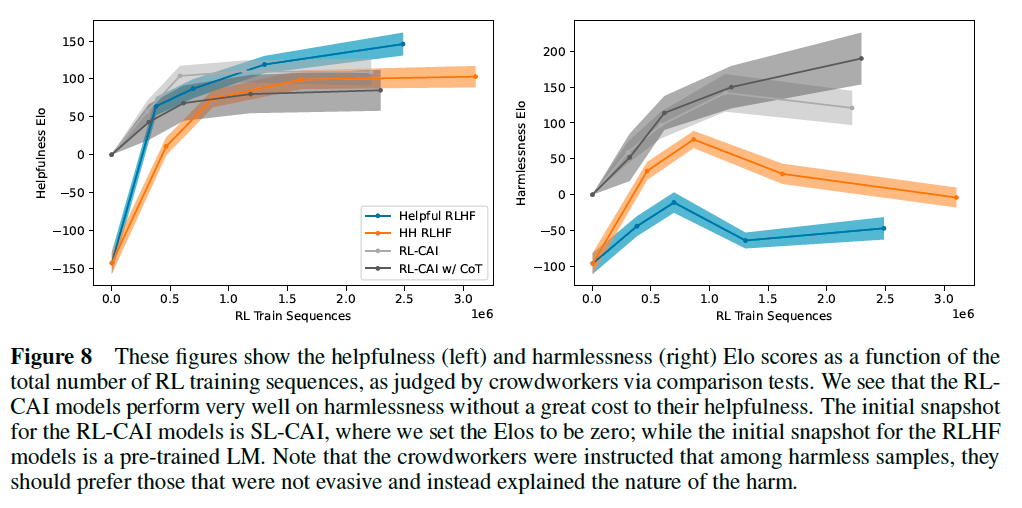 150
100
50
0
−50
−100
−150
Helpfulness Elo
Helpful RLHF
HH RLHF
RL-CAI
RL-CAI w/ CoT
0.0 0.5 1.0 1.5 2.0 2.5 3.0
1e6
RL Train Sequences
200
150
100
50
0
−50
−100
Harmlessness Elo
0.0 0.5 1.0 1.5 2.0 2.5 3.0
1e6
RL Train Sequences
Figure 8 These figures show the helpfulness (left) and harmlessness (right) Elo scores as a function of the
total number of RL training sequences, as judged by crowdworkers via comparison tests. We see that the RL-
CAI models perform very well on harmlessness without a great cost to their helpfulness. The initial snapshot
for the RL-CAI models is SL-CAI, where we set the Elos to be zero; while the initial snapshot for the RLHF
models is a pre-trained LM. Note that the crowdworkers were instructed that among harmless samples, they
should prefer those that were not evasive and instead explained the nature of the harm.